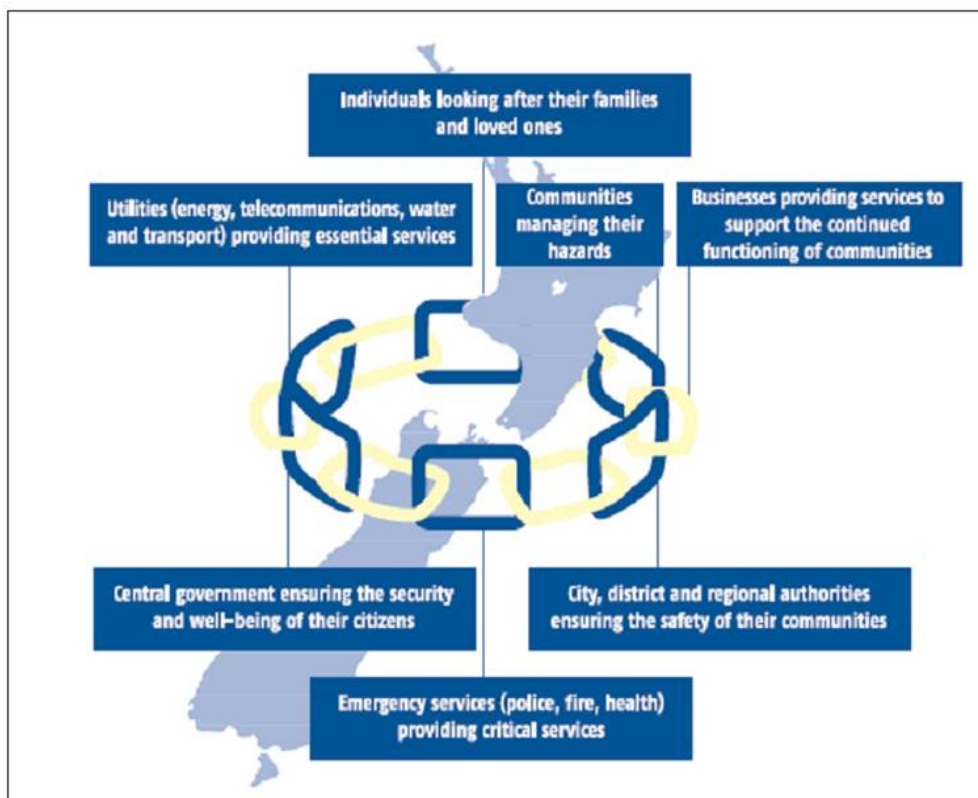 Individuals looking after their families
and loved ones
Utilities (energy, telecommunications, water
and transport) providing essential services
Communities
managing their
hazards
Businesses providing services to
support the continued
functioning of communities
Central government ensuring the security
and well-being of their citizens
City, district and regional authorities
ensuring the safety of their communities
Emergency services (police, fire, health)
providing critical services